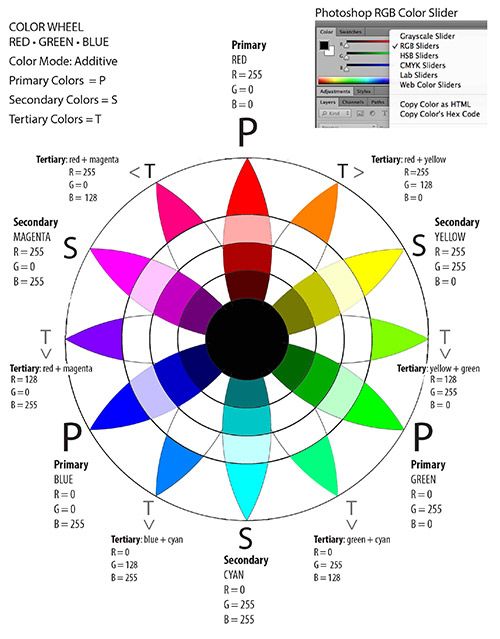 COLOR WHEEL
RED • GREEN • BLUE
Color Mode: Additive
Primary Colors = P
Secondary Colors = S
Tertiary Colors = T
Photoshop RGB Color Slider
Color
Swatches
Grayscale Slider
✓ RGB Sliders
HSB Sliders
CMYK Sliders
Lab Sliders
Web Color Sliders
Copy Color as HTML
Copy Color's Hex Code
Adjustments
Styles
Layers
Channels
Paths
Kind
Primary
RED
R = 255
G = 0
B = 0
P
Tertiary: red + magenta
R = 255
G = 0
B = 128
< T
T >
Tertiary: red + yellow
R =255
G = 128
B = 0
Secondary
MAGENTA
R = 255
G = 0
B = 255
S
S
Secondary
YELLOW
R = 255
G = 255
B = 0
T
Tertiary: red + magenta
R = 128
G = 0
B = 255
T
Tertiary: yellow + green
R = 128
G = 255
B = 0
P
Primary
BLUE
R = 0
G = 0
B = 255
P
Primary
GREEN
R = 0
G = 255
B = 0
T
Tertiary: blue + cyan
R = 0
G = 128
B = 255
S
Secondary
CYAN
R = 0
G = 255
B = 255
T
Tertiary: green + cyan
R = 0
G = 255
B = 128